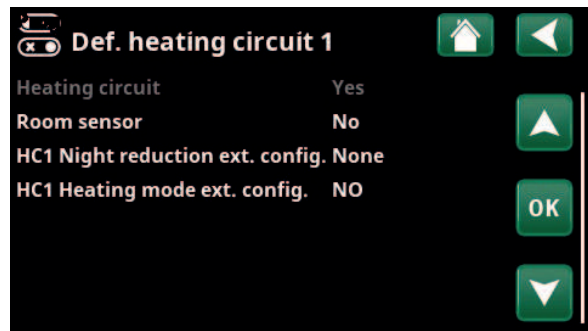 Def. heating circuit 1
Heating circuit Yes
Room sensor No
HC1 Night reduction ext. config. None
HC1 Heating mode ext. config. NO
OK